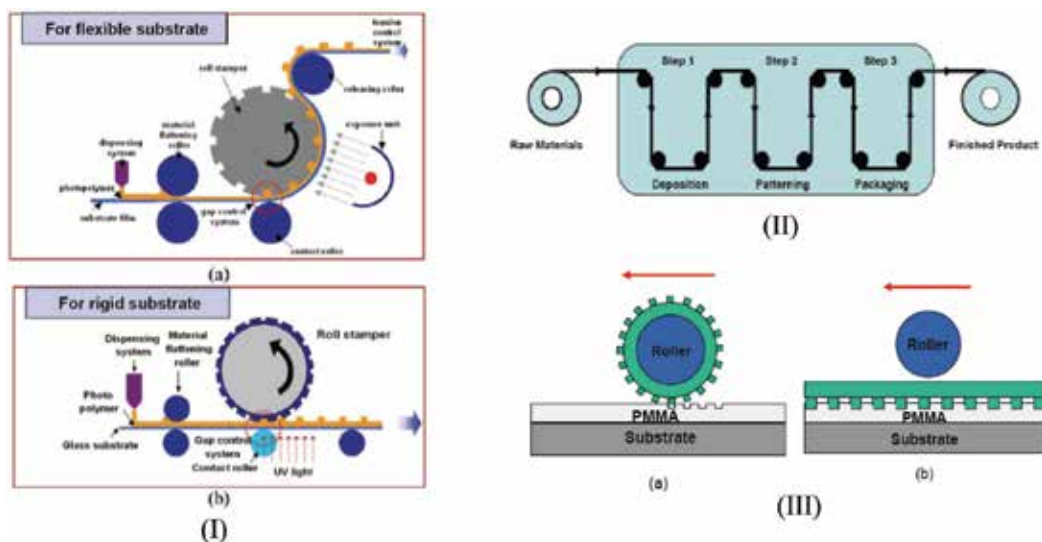 For flexible substrate
tension
control
system
roll stamper
releasing roller
material
flattening
roller
exposure unit
dispensing
system
photopolymer
substrate film
gap control
system
contact roller
(a)
For rigid substrate
Roll stamper
Dispensing
system
Material
flattening
roller
Photo
polymer
Glass substrate
Gap control
system
Contact roller
UV light
(b)
(I)
Step 1
Step 2
Step 3
Raw Materials
Finished Product
Deposition
Patterning
Packaging
(II)
Roller
PMMA
Substrate
(a)
Roller
PMMA
Substrate
(b)
(III)